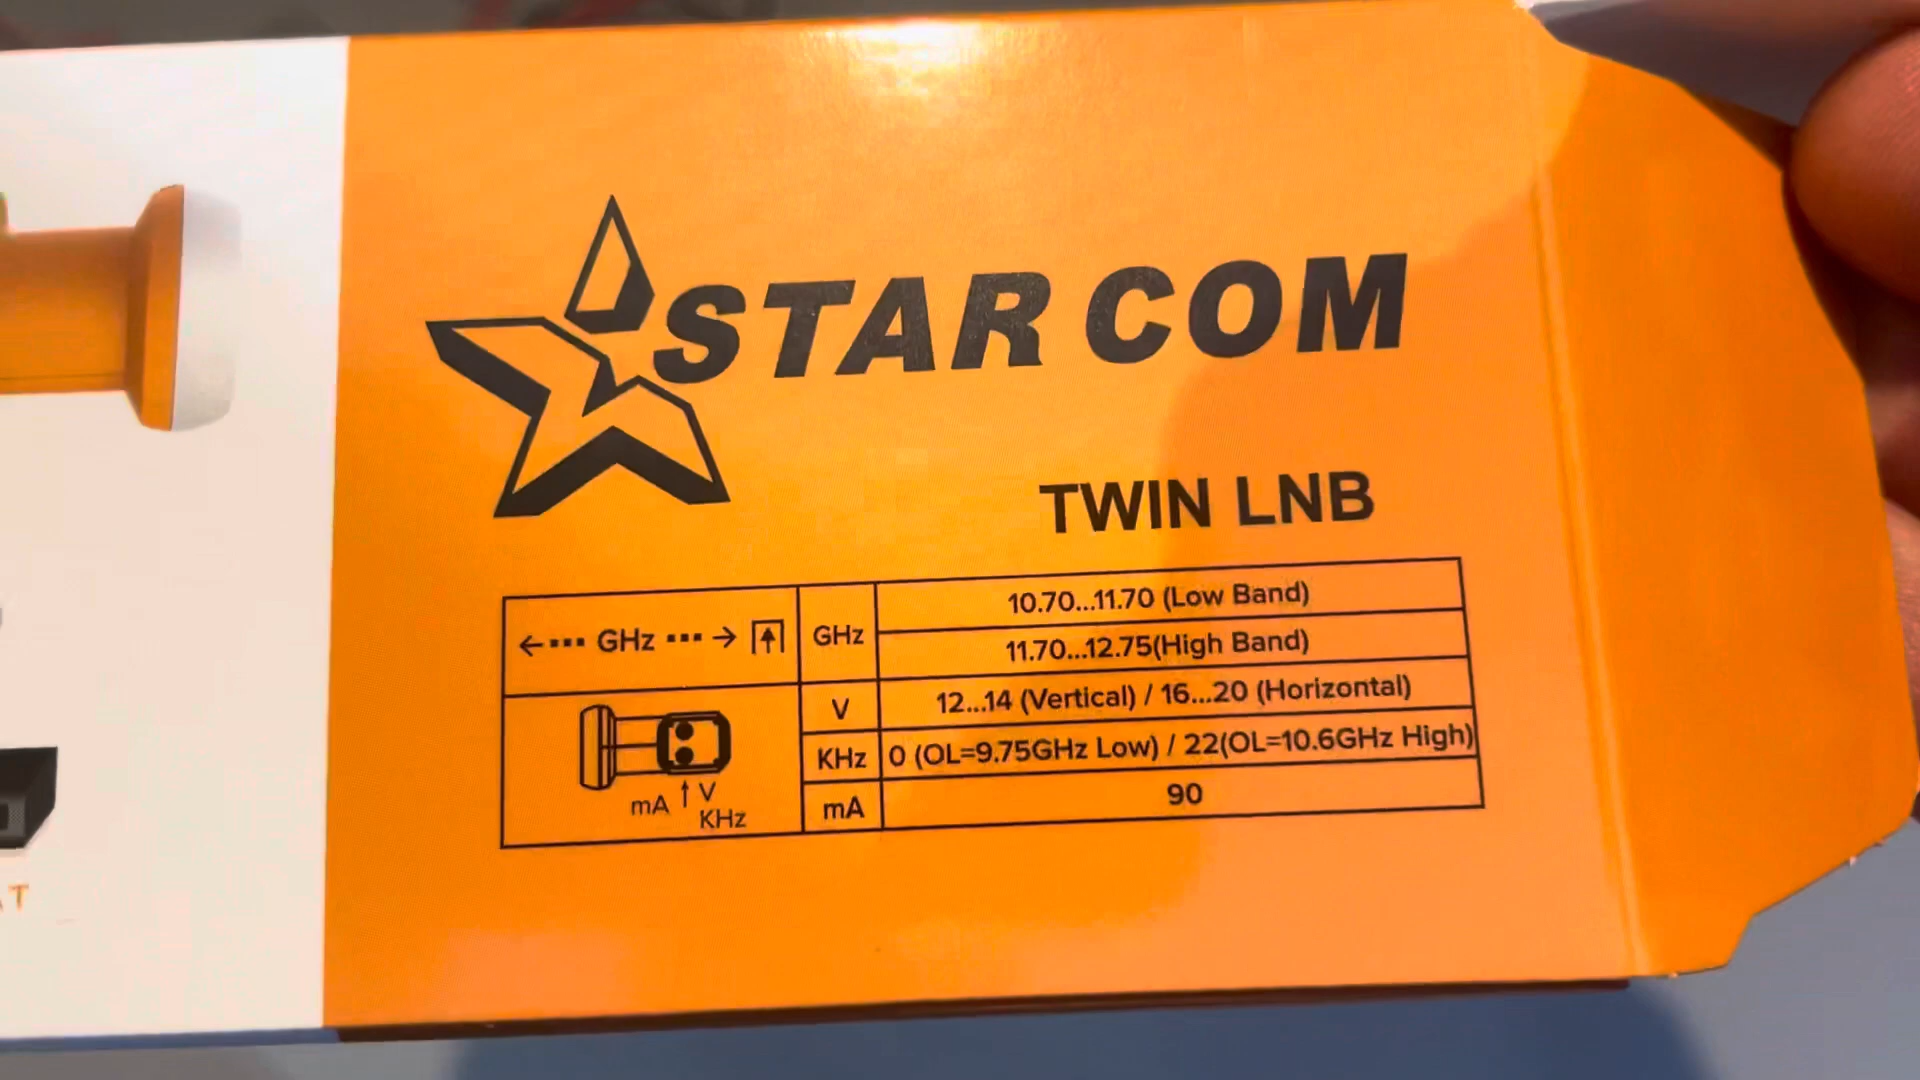 STAR COM
TWIN LNB
GHz
GHz
10.70...11.70 (Low Band)
11.70...12.75(High Band)
V
12...14 (Vertical) / 16...20 (Horizontal)
KHz
0 (OL=9.75GHz Low) / 22(OL=10.6GHz High)
mA
90
mA V
KHz